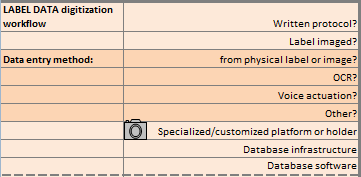 LABEL DATA digitization
workflow
Written protocol?
Label imaged?
Data entry method: from physical label or image?
OCR?
Voice actuation?
Other?
Specialized/customized platform or holder
Database infrastructure
Database software